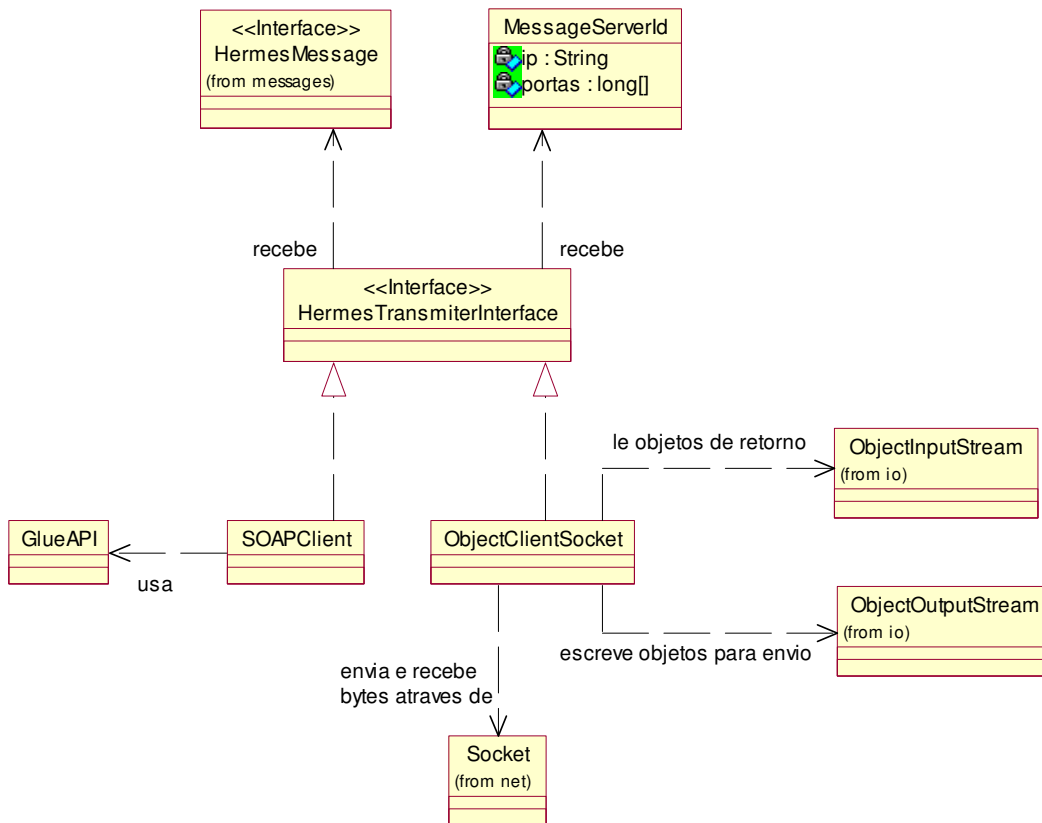 <<Interface>>
HermesMessage
(from messages)
MessageServerId
ip : String
portas : long[]
recebe
recebe
<<Interface>>
HermesTransmiterInterface
le objetos de retorno
ObjectInputStream
(from io)
GlueAPI
SOAPClient
ObjectClientSocket
usa
ObjectOutputStream
(from io)
escreve objetos para envio
envia e recebe
bytes atraves de
Socket
(from net)